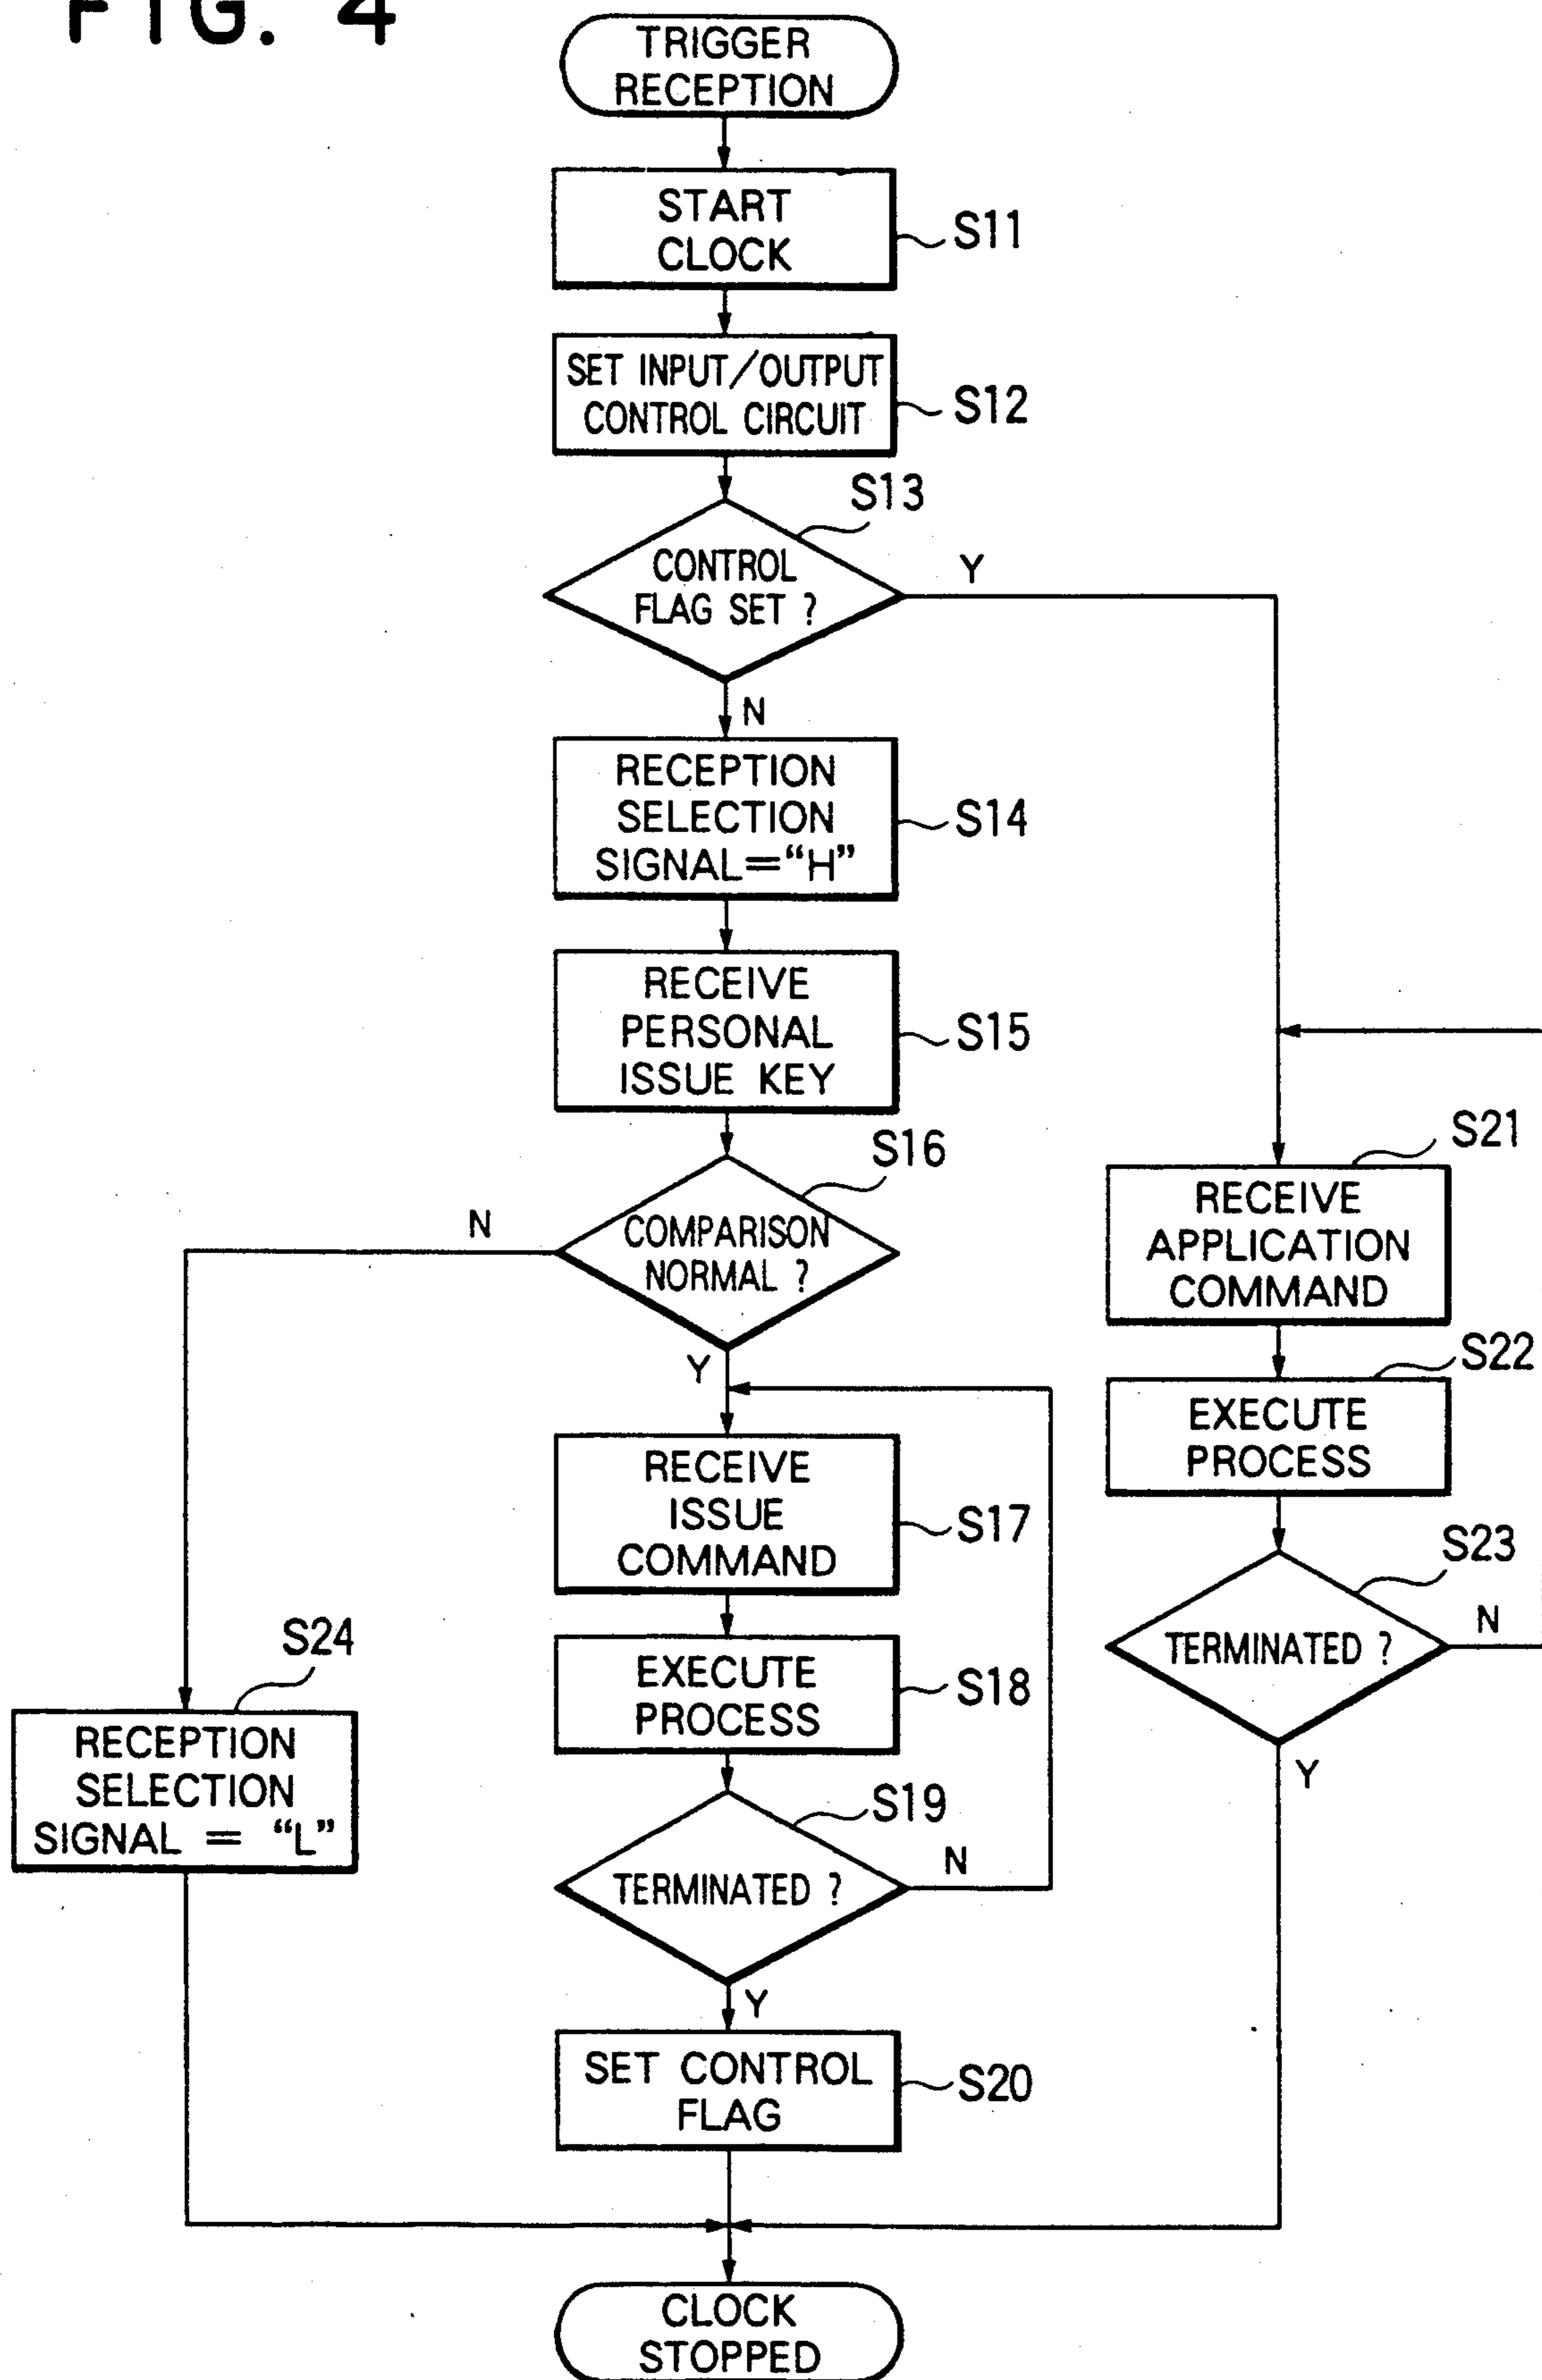 FIG. 4
TRIGGER
RECEPTION
START
CLOCK
S11
SET INPUT/OUTPUT
CONTROL CIRCUIT
S12
S13
CONTROL
FLAG SET ?
Y
N
RECEPTION
SELECTION
SIGNAL=“H”
S14
RECEIVE
PERSONAL
ISSUE KEY
S15
S16
COMPARISON
NORMAL ?
N
Y
RECEIVE
ISSUE
COMMAND
S17
EXECUTE
PROCESS
S18
S19
TERMINATED ?
N
Y
SET CONTROL
FLAG
S20
S21
RECEIVE
APPLICATION
COMMAND
S22
EXECUTE
PROCESS
S23
TERMINATED ?
N
Y
S24
RECEPTION
SELECTION
SIGNAL = “L”
CLOCK
STOPPED